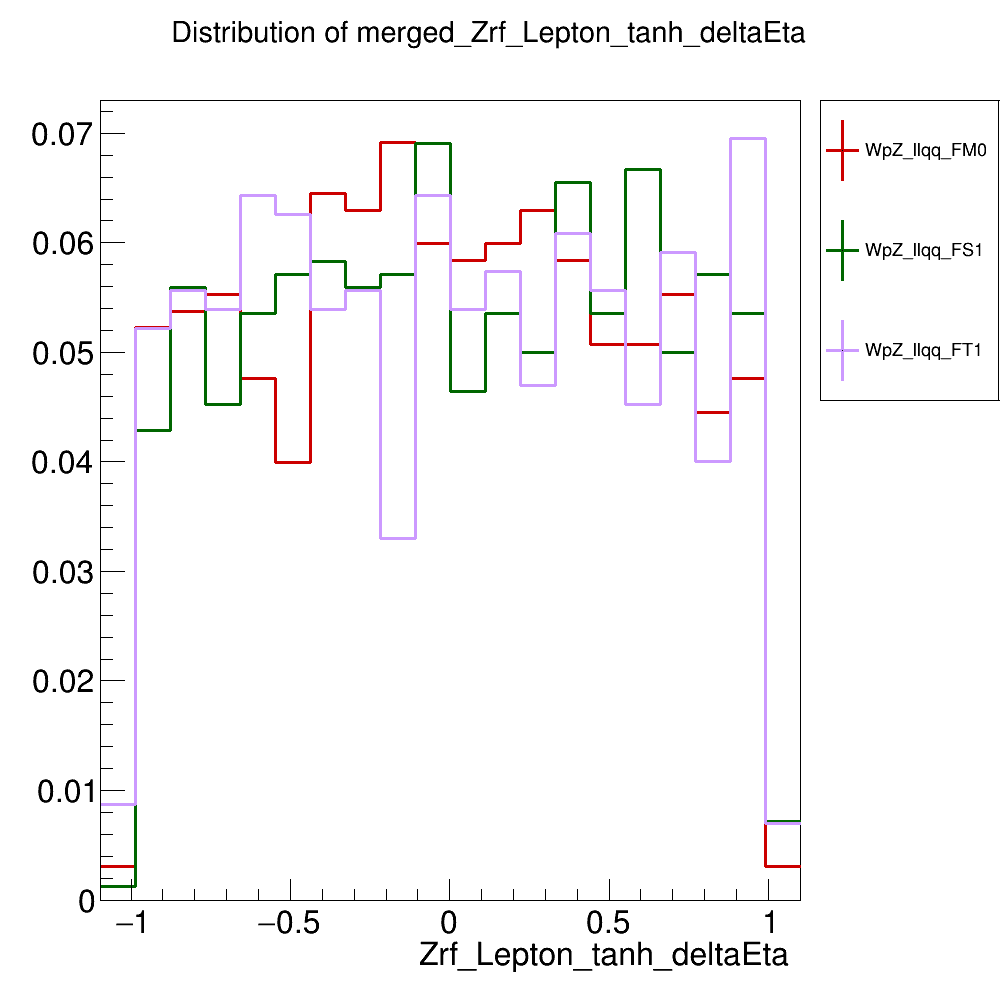 Distribution of merged_Zrf_Lepton_tanh_deltaEta
0.07
0.06
0.05
0.04
0.03
0.02
0.01
0
−1
−0.5
0
0.5
1
Zrf_Lepton_tanh_deltaEta
WpZ_llqq_FM0
WpZ_llqq_FS1
WpZ_llqq_FT1